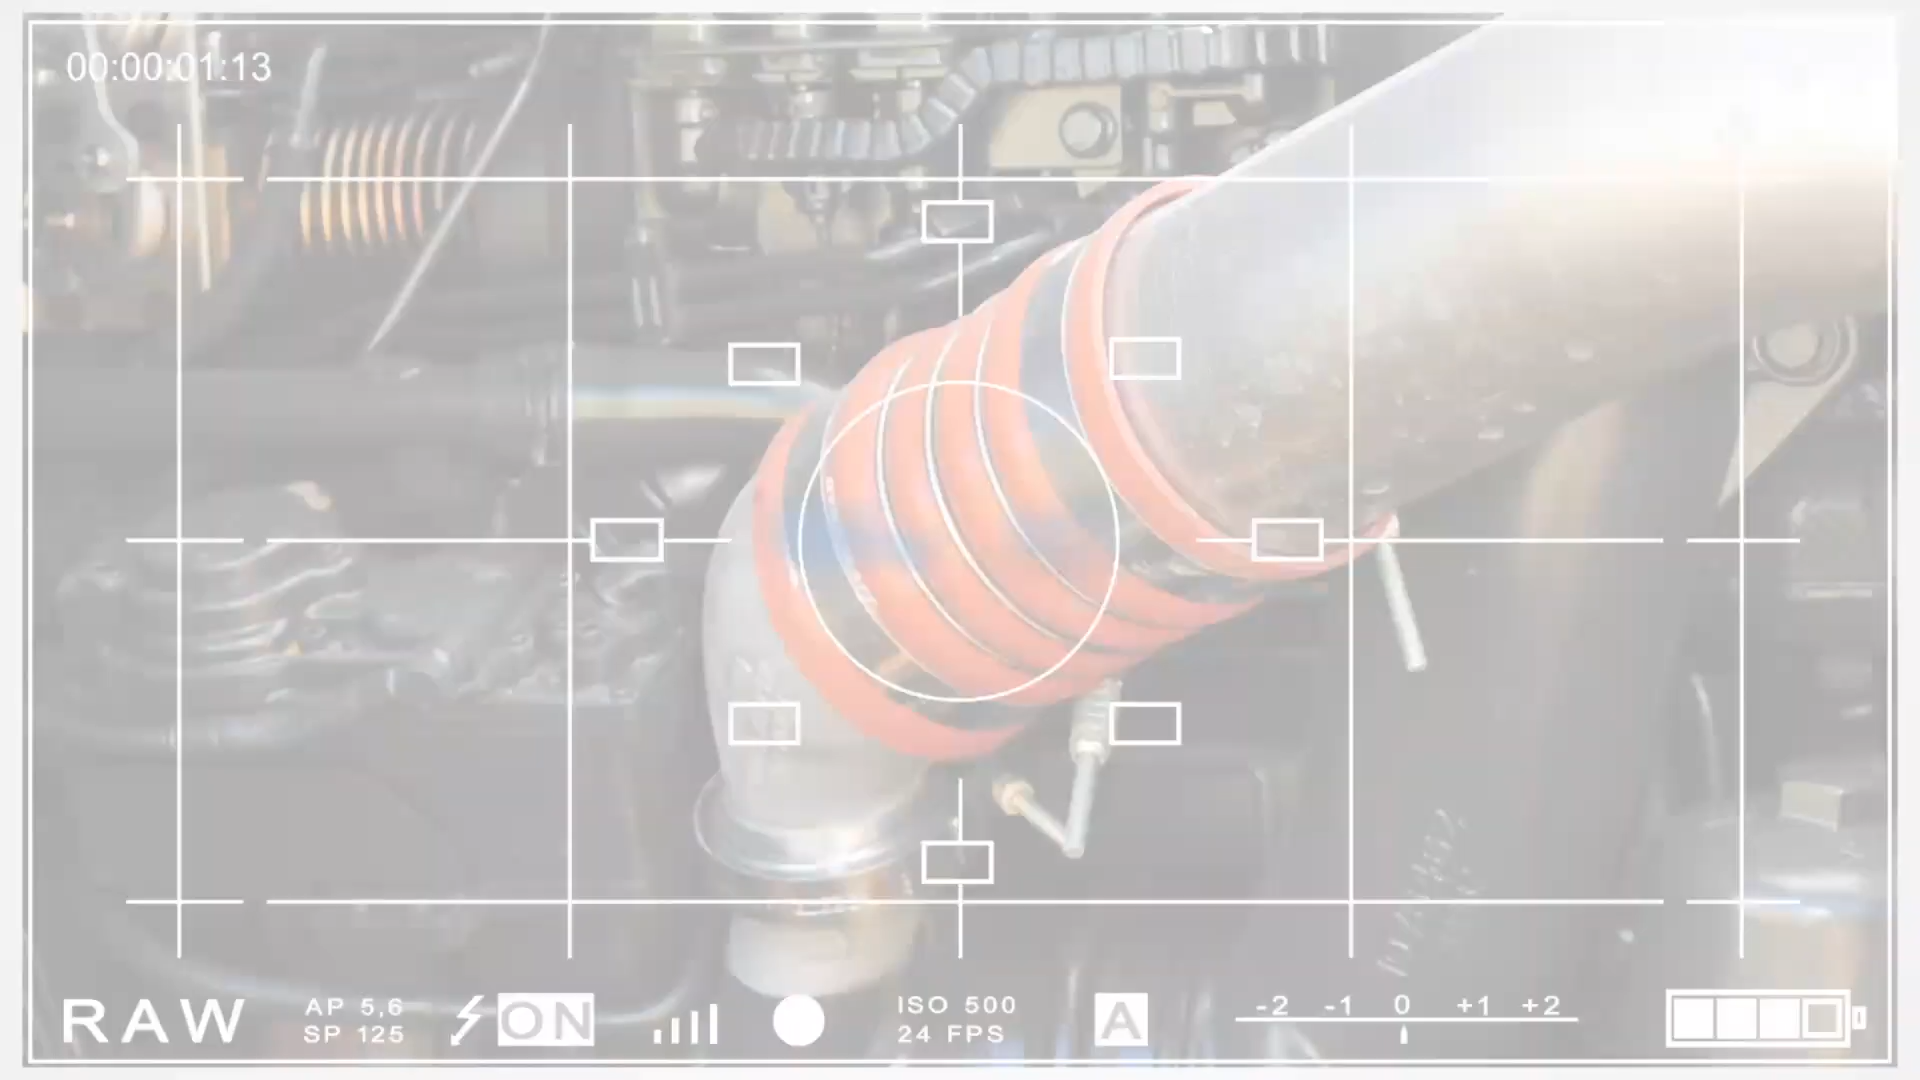 00:00:01:13
RAW
AP 5,6
SP 125
ON
ISO 500
24 FPS
A
-2 -1 0 +1 +2